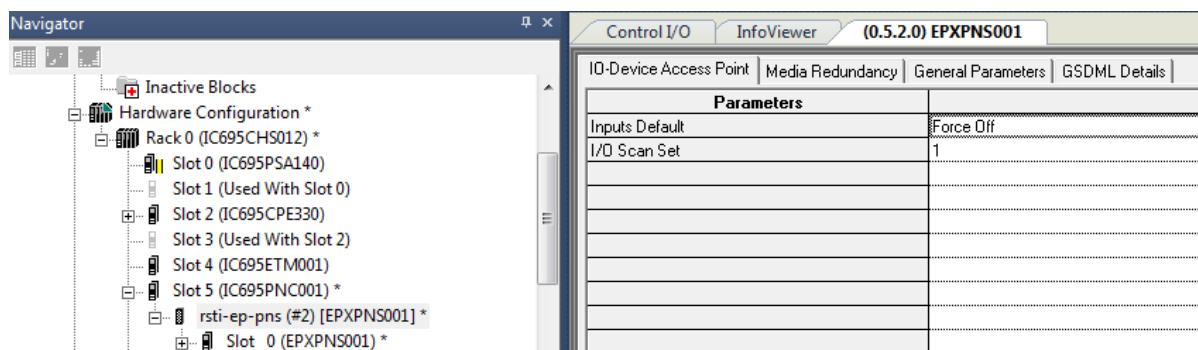 Navigator
Inactive Blocks
Hardware Configuration *
Rack 0 (IC695CHS012) *
Slot 0 (IC695PSA140)
Slot 1 (Used With Slot 0)
Slot 2 (IC695CPE330)
Slot 3 (Used With Slot 2)
Slot 4 (IC695ETM001)
Slot 5 (IC695PNC001) *
rsti-ep-pns (#2) [EPXPNS001] *
Slot 0 (EPXPNS001) *
Control I/O InfoViewer (0.5.2.0) EPXPNS001
IO-Device Access Point Media Redundancy General Parameters GSDML Details
Parameters
Inputs Default Force Off
I/O Scan Set 1